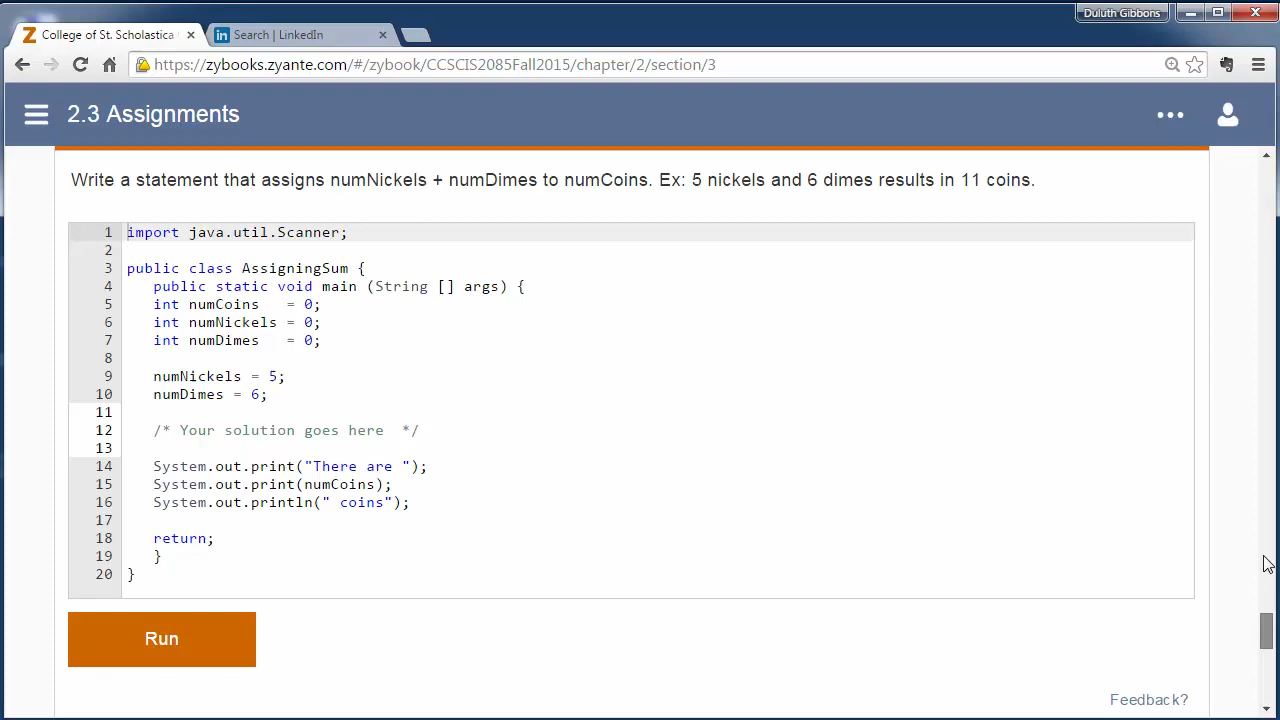 Duluth Gibbons
College of St. Scholastica
Search | LinkedIn
https://zybooks.zyante.com/#/zybook/CCSCIS2085Fall2015/chapter/2/section/3
2.3 Assignments
Write a statement that assigns numNickels + numDimes to numCoins. Ex: 5 nickels and 6 dimes results in 11 coins.
1 import java.util.Scanner;
2
3 public class AssigningSum {
4 public static void main (String [] args) {
5 int numCoins = 0;
6 int numNickels = 0;
7 int numDimes = 0;
8
9 numNickels = 5;
10 numDimes = 6;
11
12 /* Your solution goes here */
13
14 System.out.print("There are ");
15 System.out.print(numCoins);
16 System.out.println(" coins");
17
18 return;
19 }
20 }
Run
Feedback?